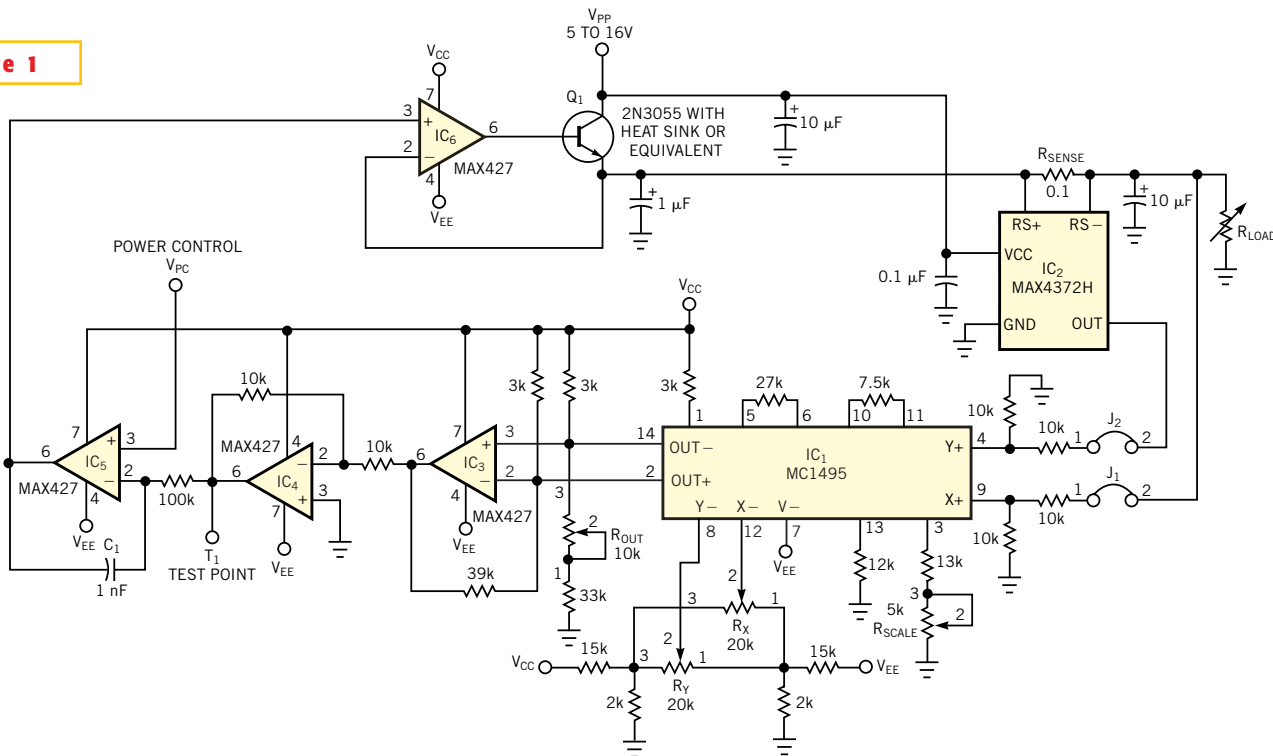 e 1
VPP
5 TO 16V
VCC
7
3
+
IC6
6
2
−
MAX427
4
VEE
Q1
2N3055 WITH
HEAT SINK OR
EQUIVALENT
+
10 µF
+
1 µF
RSENSE
0.1
+
10 µF
RLOAD
RS+ RS−
VCC
IC2
MAX4372H
GND OUT
0.1 µF
POWER CONTROL
VPC
VCC
10k
3k
3k
3k
27k
7.5k
1
5
6
10
11
7
+
3
6
IC5
−
2
MAX427
4
VEE
C1
1 nF
100k
MAX427
4
6
IC4
−
2
+
3
7
VEE
T1
TEST POINT
10k
6
7
+
3
IC3
−
2
4
MAX427
VEE
39k
14
OUT−
2
OUT+
IC1
MC1495
Y+
4
X+
9
Y− X− V−
8
12
7
VEE
13
3
10k
10k
1
J2
2
10k
10k
1
J1
2
3
2
ROUT
10k
1
33k
12k
13k
3
5k
2
RSCALE
2
3
1
RX
20k
2
VCC
15k
3
1
RY
20k
15k
VEE
2k
2k